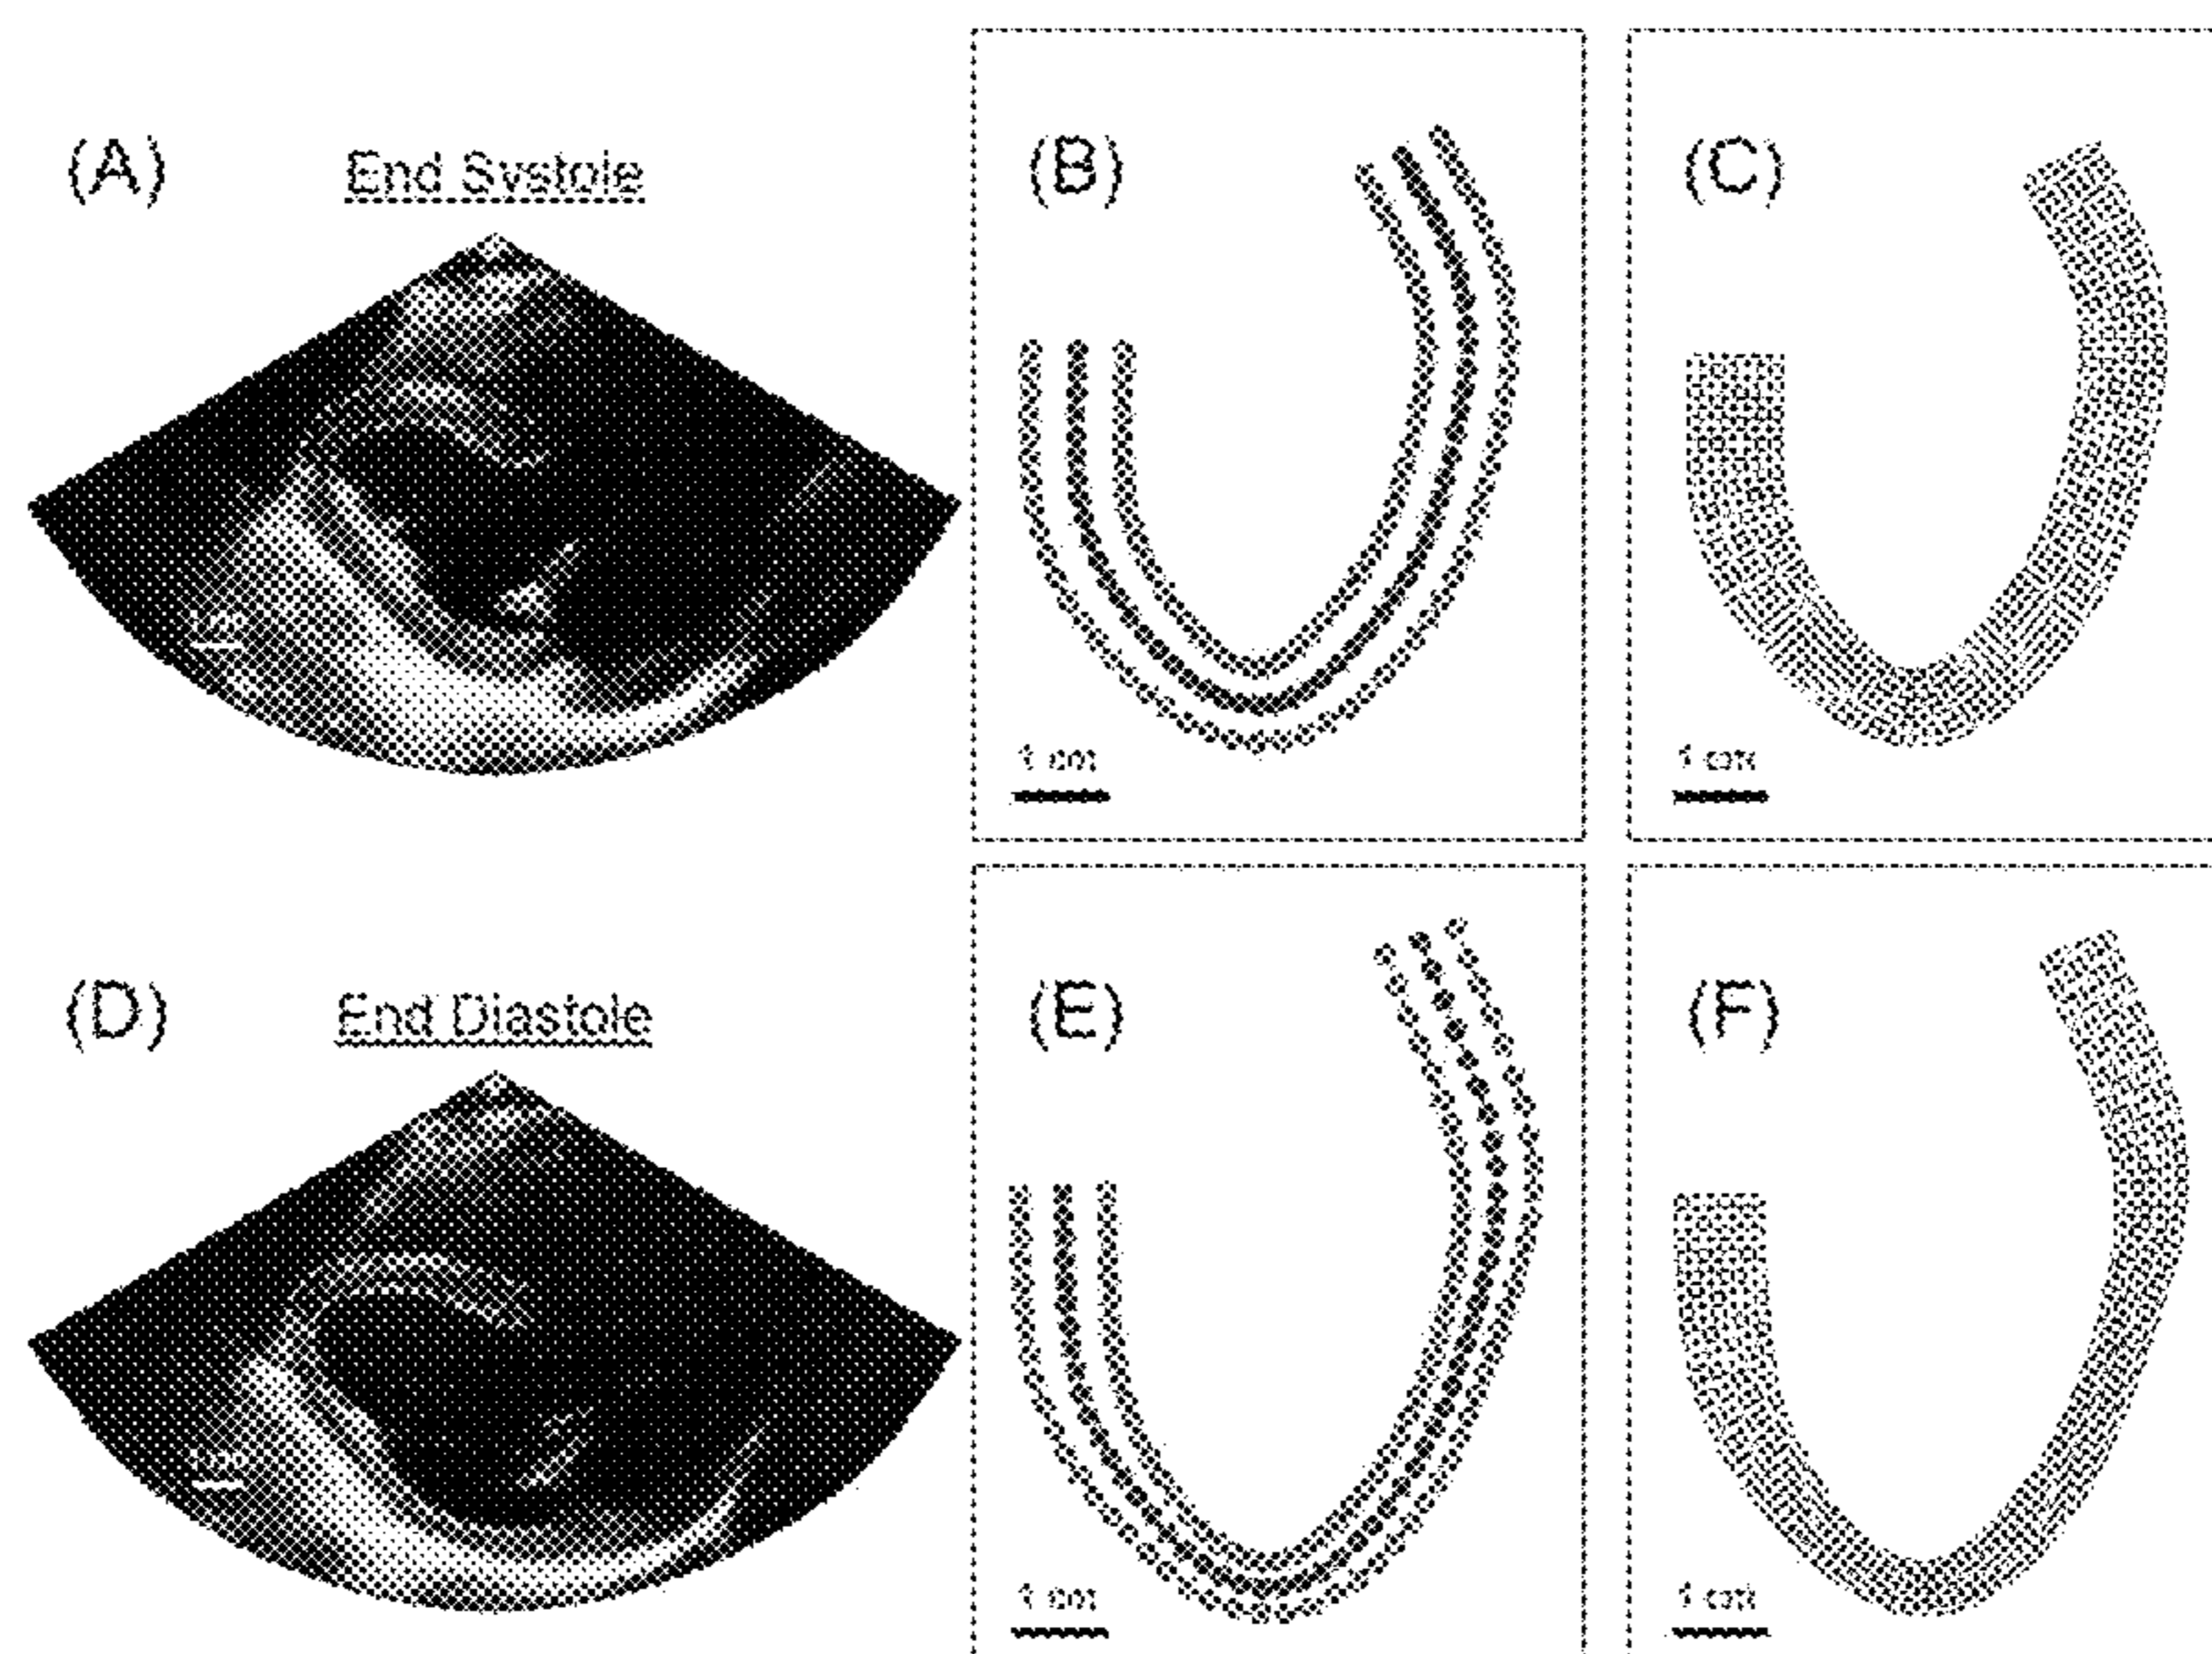 (A)
End Systole
(B)
1 cm
(C)
1 cm
(D)
End Diastole
(E)
1 cm
(F)
1 cm